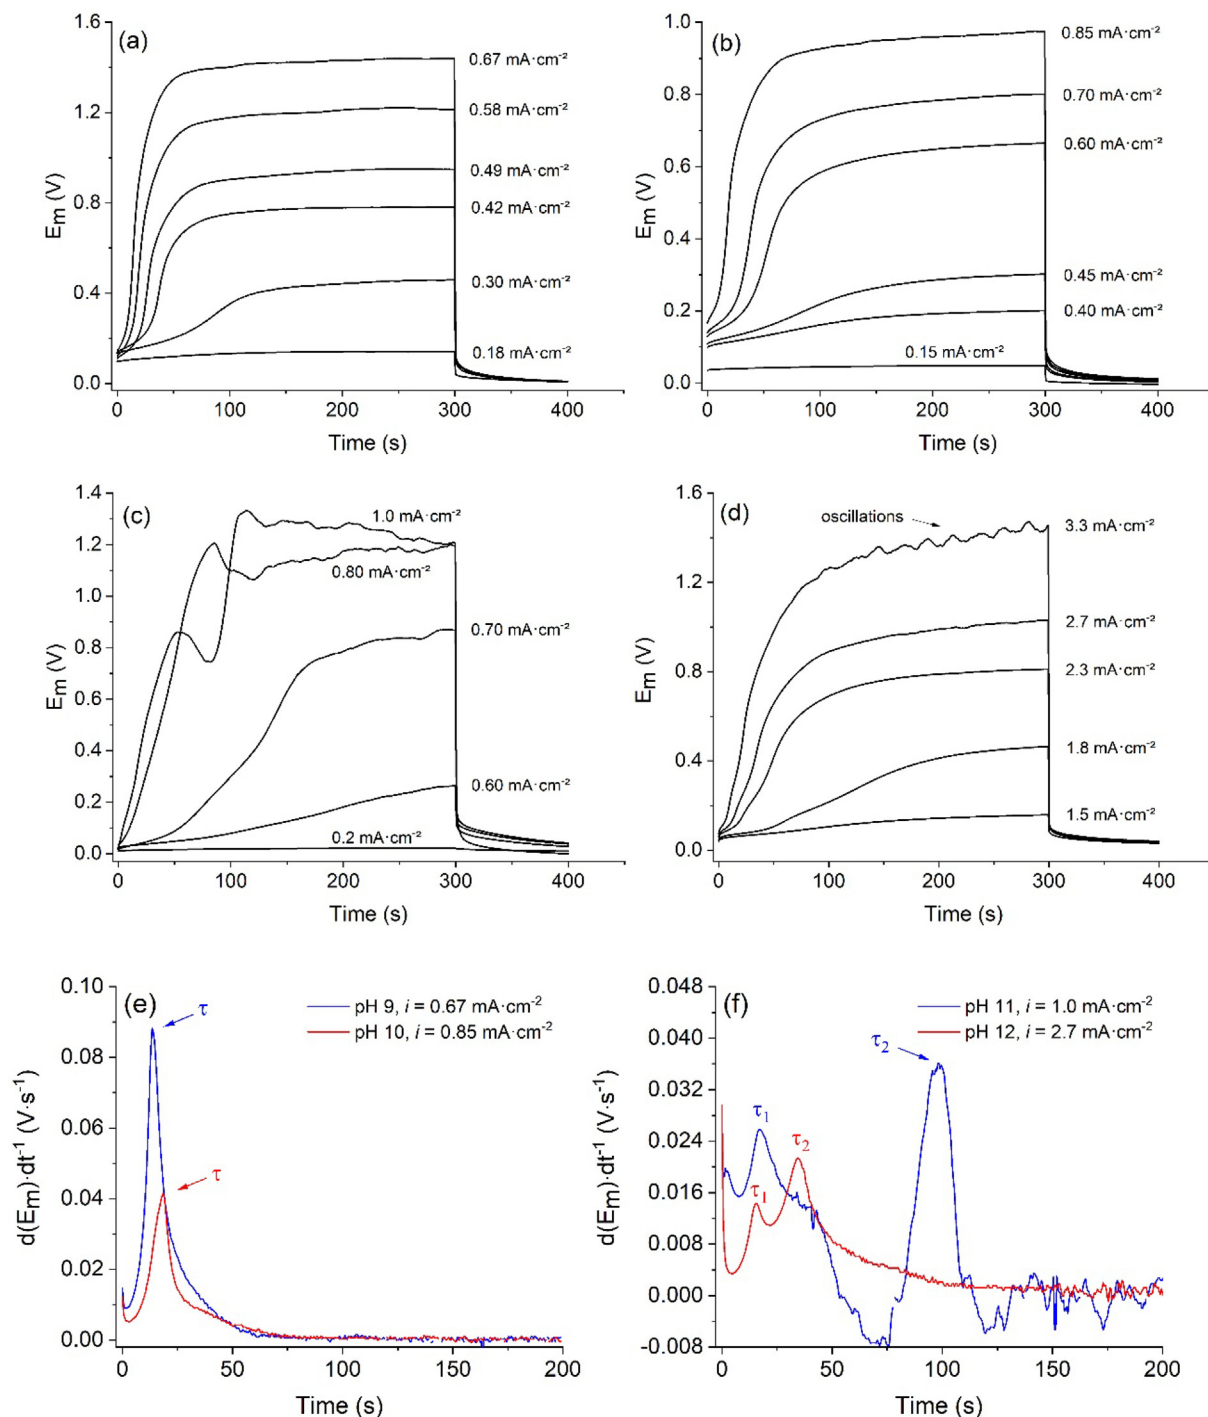 (a)
1.6
1.2
0.8
0.4
0.0
E_m (V)
0.67 mA·cm⁻²
0.58 mA·cm⁻²
0.49 mA·cm⁻²
0.42 mA·cm⁻²
0.30 mA·cm⁻²
0.18 mA·cm⁻²
0 100 200 300 400
Time (s)
(b)
1.0
0.8
0.6
0.4
0.2
0.0
E_m (V)
0.85 mA·cm⁻²
0.70 mA·cm⁻²
0.60 mA·cm⁻²
0.45 mA·cm⁻²
0.40 mA·cm⁻²
0.15 mA·cm⁻²
0 100 200 300 400
Time (s)
(c)
1.4
1.2
1.0
0.8
0.6
0.4
0.2
0.0
E_m (V)
1.0 mA·cm⁻²
0.80 mA·cm⁻²
0.70 mA·cm⁻²
0.60 mA·cm⁻²
0.2 mA·cm⁻²
0 100 200 300 400
Time (s)
(d)
1.6
1.2
0.8
0.4
0.0
E_m (V)
oscillations
3.3 mA·cm⁻²
2.7 mA·cm⁻²
2.3 mA·cm⁻²
1.8 mA·cm⁻²
1.5 mA·cm⁻²
0 100 200 300 400
Time (s)
(e)
0.10
0.08
0.06
0.04
0.02
0.00
d(E_m)·dt⁻¹ (V·s⁻¹)
pH 9, i = 0.67 mA·cm⁻²
pH 10, i = 0.85 mA·cm⁻²
τ
τ
0 50 100 150 200
Time (s)
(f)
0.048
0.040
0.032
0.024
0.016
0.008
0.000
-0.008
d(E_m)·dt⁻¹ (V·s⁻¹)
pH 11, i = 1.0 mA·cm⁻²
pH 12, i = 2.7 mA·cm⁻²
τ₂
τ₁
τ₂
τ₁
0 50 100 150 200
Time (s)